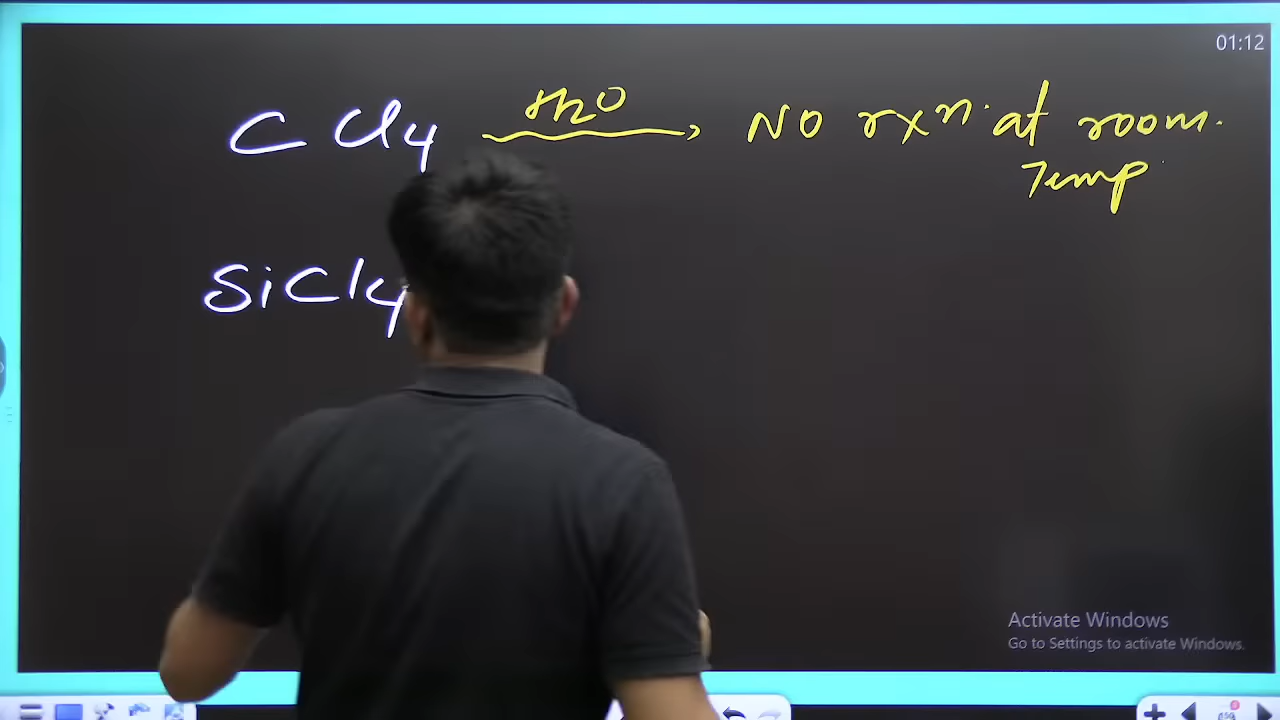 01:12
CCl4 H2O → NO rxn. at room.
Temp
SiCl4
Activate Windows
Go to Settings to activate Windows.